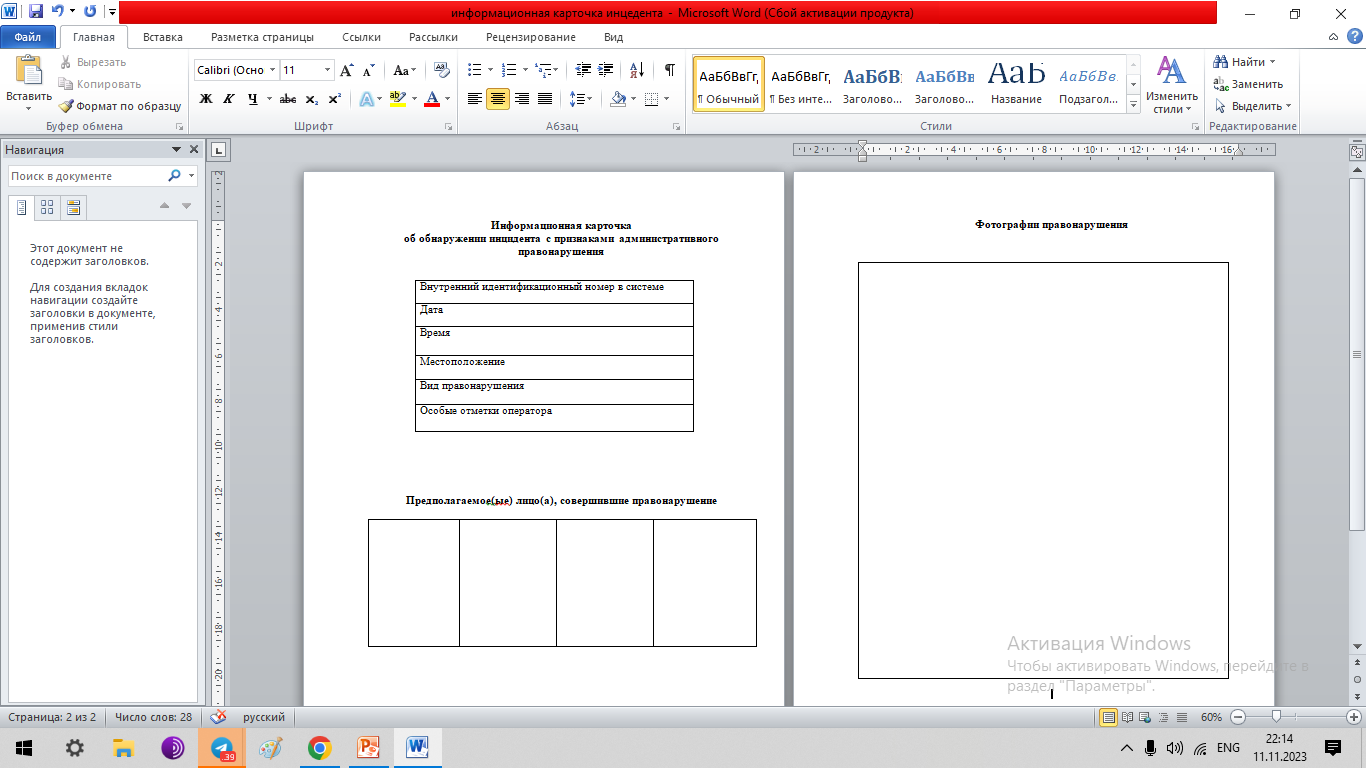 информационная карточка инцедента - Microsoft Word (Сбой активации продукта)
Файл
Главная
Вставка
Разметка страницы
Ссылки
Рассылки
Рецензирование
Вид
Вставить
Вырезать
Копировать
Формат по образцу
Буфер обмена
Calibri (Осно
11
Шрифт
Абзац
АаБбВвГг,
¶ Обычный
АаБбВвГг,
¶ Без инте...
АаБбВ
Заголово...
АаБбВв
Заголово...
АаБ
Название
АаБбВв.
Подзагол...
Изменить
стили
Стили
Найти
Заменить
Выделить
Редактирование
Навигация
Поиск в документе
Этот документ не
содержит заголовков.
Для создания вкладок
навигации создайте
заголовки в документе,
применив стили
заголовков.
Информационная карточка
об обнаружении инцидента с признаками административного
правонарушения
Внутренний идентификационный номер в системе
Дата
Время
Местоположение
Вид правонарушения
Особые отметки оператора
Предполагаемое(ые) лицо(а), совершившие правонарушение
Фотографии правонарушения
Активация Windows
Чтобы активировать Windows, перейдите в
раздел "Параметры".
Страница: 2 из 2
Число слов: 28
русский
60%
39
ENG
22:14
11.11.2023